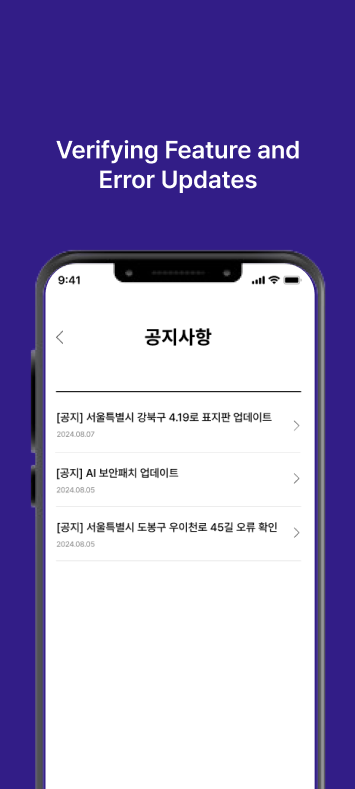 Verifying Feature and
Error Updates
9:41
공지사항
[공지] 서울특별시 강북구 4.19로 표지판 업데이트
2024.08.07
[공지] AI 보안패치 업데이트
2024.08.05
[공지] 서울특별시 도봉구 우이천로 45길 오류 확인
2024.08.05